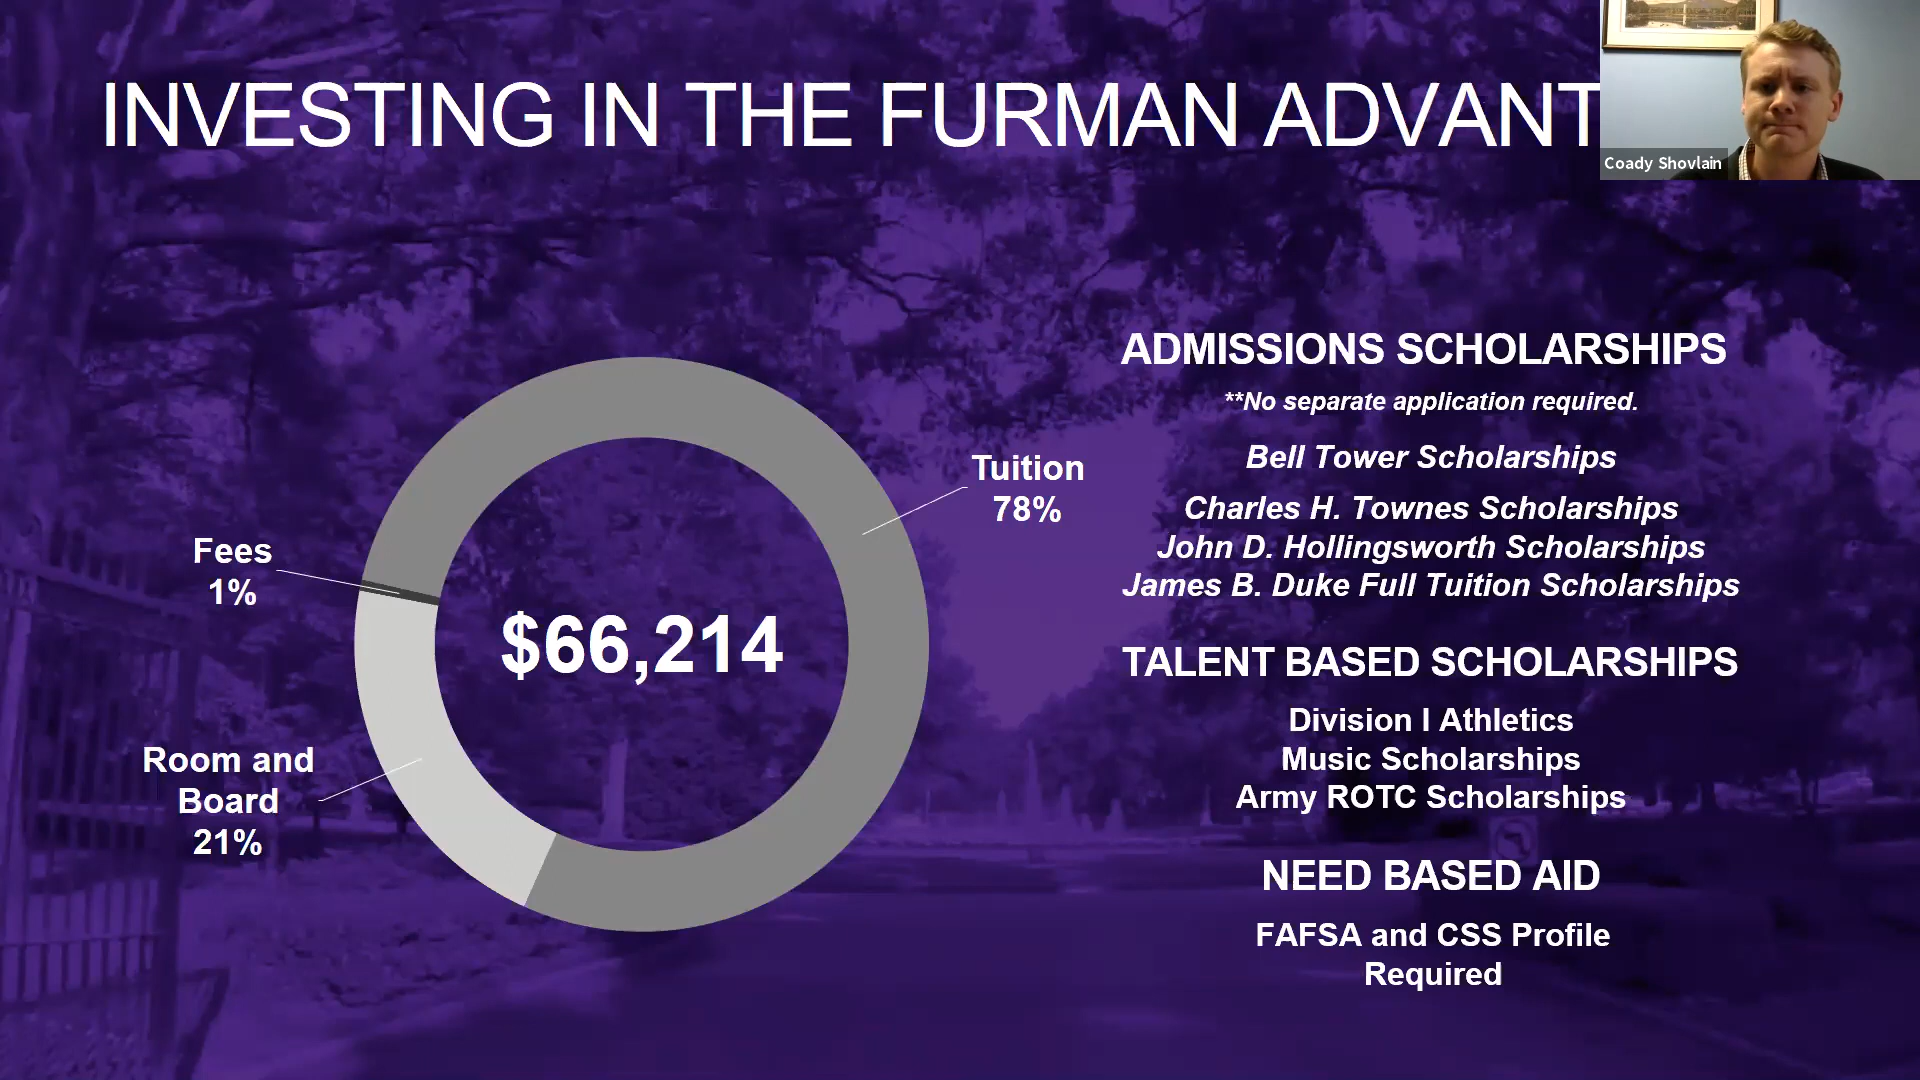 INVESTING IN THE FURMAN ADVANT
Coady Shovlain
Tuition
78%
Fees
1%
$66,214
Room and
Board
21%
ADMISSIONS SCHOLARSHIPS
**No separate application required.
Bell Tower Scholarships
Charles H. Townes Scholarships
John D. Hollingsworth Scholarships
James B. Duke Full Tuition Scholarships
TALENT BASED SCHOLARSHIPS
Division I Athletics
Music Scholarships
Army ROTC Scholarships
NEED BASED AID
FAFSA and CSS Profile
Required